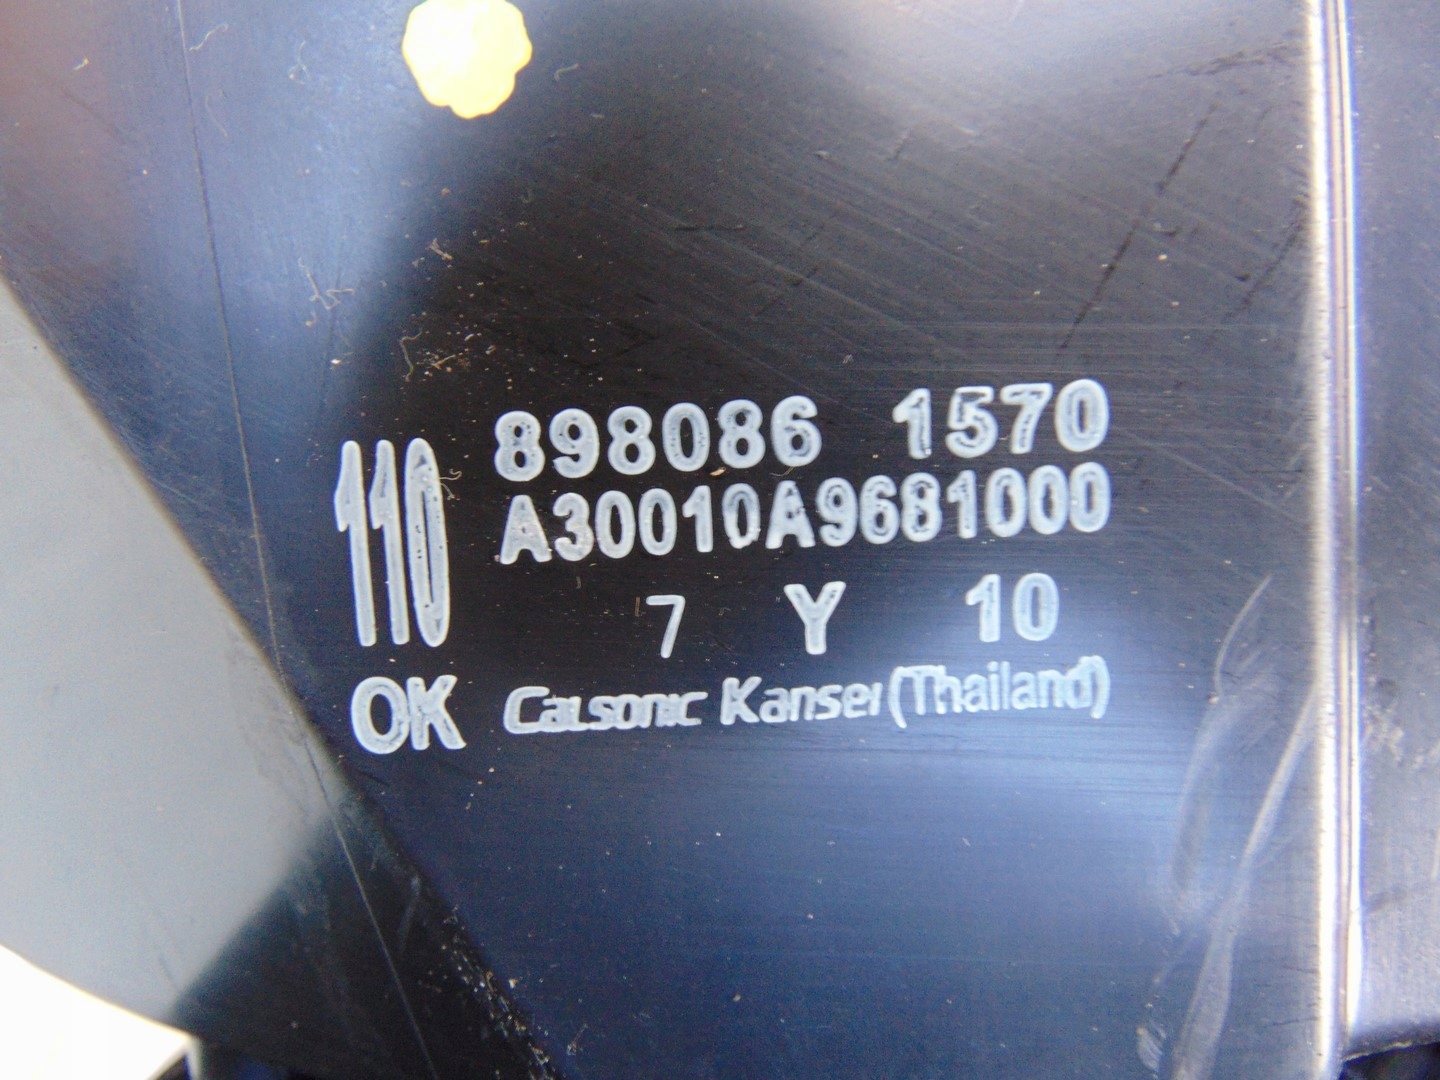 110
898086 1570
A30010A9681000
7 Y 10
OK Calsonic Kansei (Thailand)